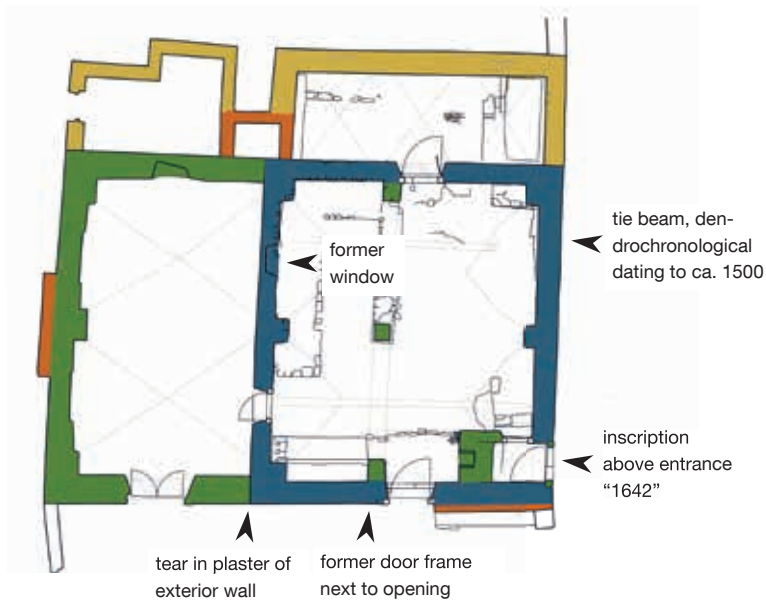 former
window
tie beam, den-
drochronological
dating to ca. 1500
inscription
above entrance
“1642”
tear in plaster of
exterior wall
former door frame
next to opening